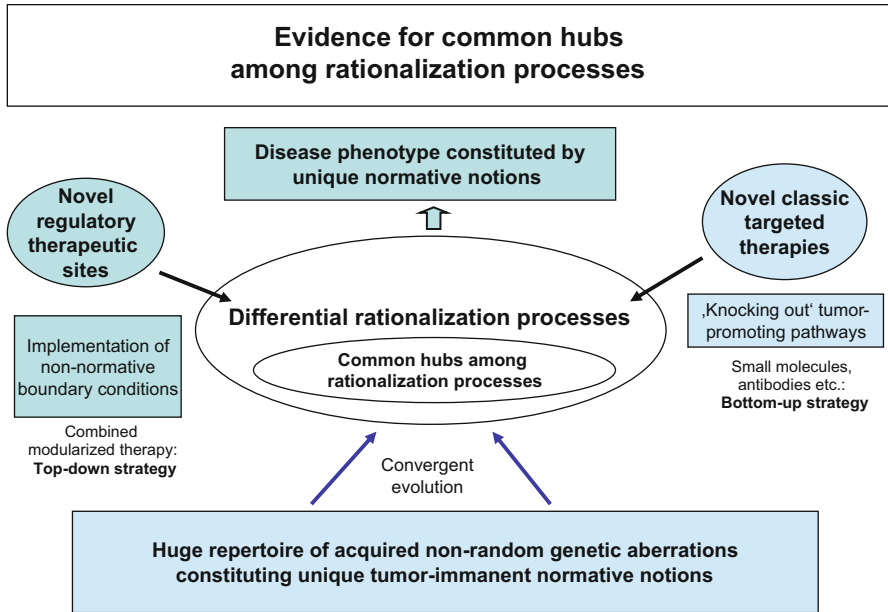 Evidence for common hubs
among rationalization processes
Disease phenotype constituted by
unique normative notions
Novel
regulatory
therapeutic
sites
Novel classic
targeted
therapies
Differential rationalization processes
Common hubs among
rationalization processes
Implementation of
non-normative
boundary conditions
Combined
modularized therapy:
Top-down strategy
‚Knocking out‘ tumor-
promoting pathways
Small molecules,
antibodies etc.:
Bottom-up strategy
Convergent
evolution
Huge repertoire of acquired non-random genetic aberrations
constituting unique tumor-immanent normative notions